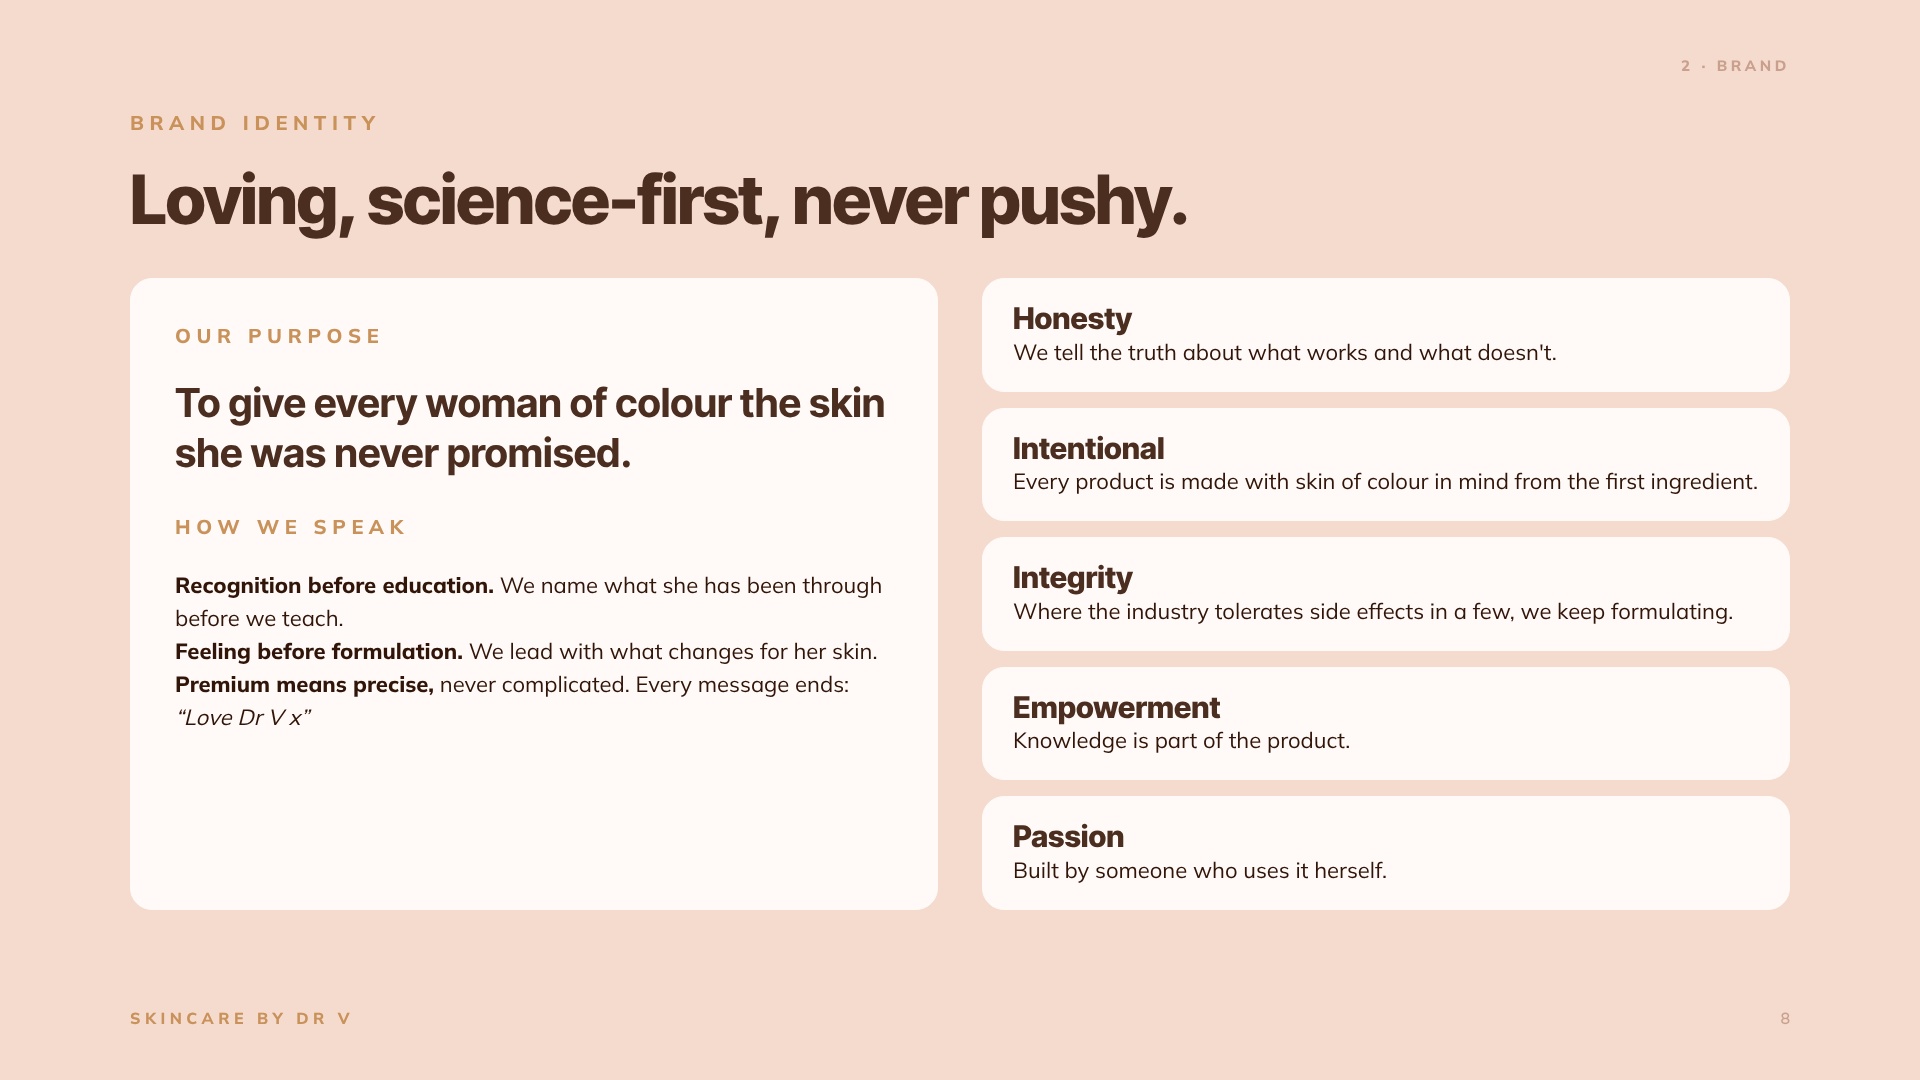 2 · BRAND
BRAND IDENTITY
Loving, science-first, never pushy.
OUR PURPOSE
To give every woman of colour the skin
she was never promised.
HOW WE SPEAK
Recognition before education. We name what she has been through
before we teach.
Feeling before formulation. We lead with what changes for her skin.
Premium means precise, never complicated. Every message ends:
“Love Dr V x”
Honesty
We tell the truth about what works and what doesn't.
Intentional
Every product is made with skin of colour in mind from the first ingredient.
Integrity
Where the industry tolerates side effects in a few, we keep formulating.
Empowerment
Knowledge is part of the product.
Passion
Built by someone who uses it herself.
SKINCARE BY DR V
8